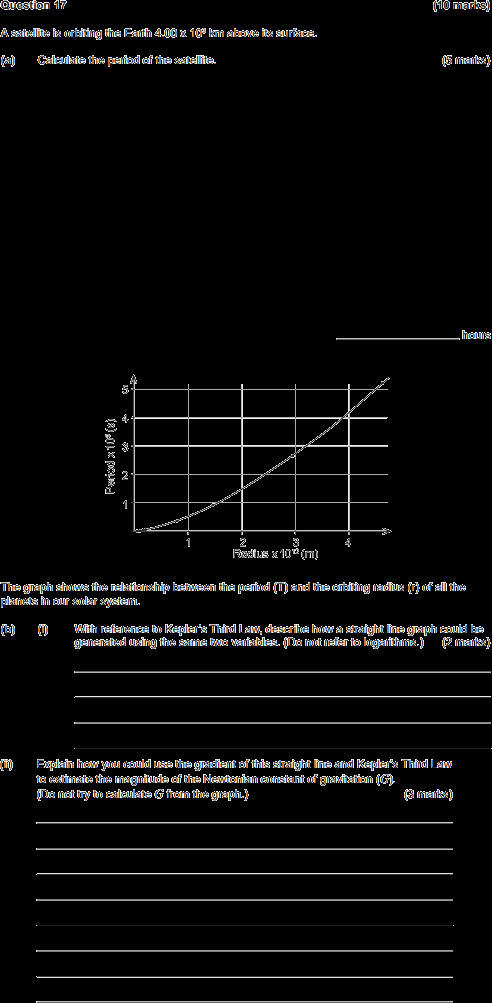 Question 17 (10 marks)
A satellite is orbiting the Earth 4.00 x 10 km above its surface.
(a) Calculate the period of the satellite. (5 marks)
hours
5
4
3
2
1
Period x 10 (s)
1 2 3 4
Radius x 10¹² (m)
The graph shows the relationship between the period (T) and the orbiting radius (r) of all the
planets in our solar system.
(b) (i) With reference to Kepler's Third Law, describe how a straight line graph could be
generated using the same two variables. (Do not refer to logarithms.) (2 marks)
(ii) Explain how you could use the gradient of this straight line and Kepler's Third Law
to estimate the magnitude of the Newtonian constant of gravitation (G).
(Do not try to calculate G from the graph.) (3 marks)